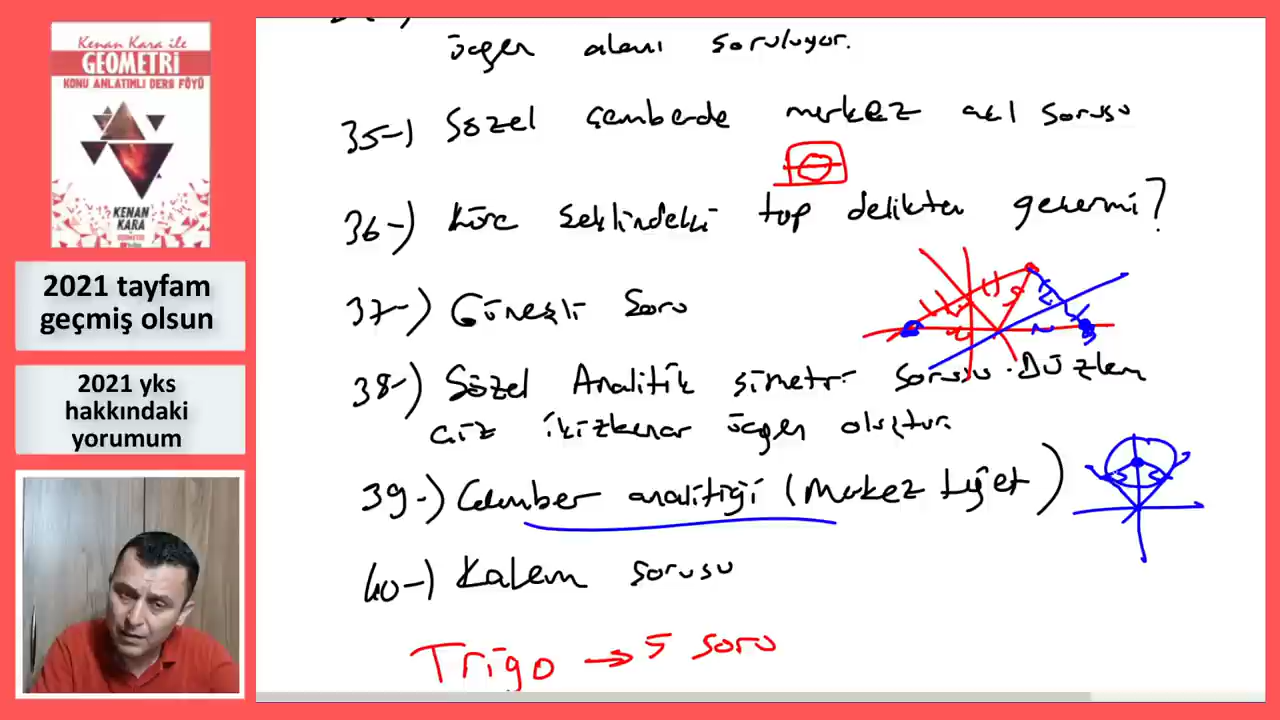 Kenan Kara ile
GEOMETRİ
KONU ANLATIMLI DERS FÖYÜ
KENAN
KARA
2021 tayfam
geçmiş olsun
2021 yks
hakkındaki
yorumum
üçgen alanı soruluyor.
35-) Sözel çemberde merkez açı sorusu
36-) Küre şeklindeki top delikten geçermi?
37-) Güneşli Soru
38-) Sözel Analitik simetri sorusu. Düzlem
ikizkenar üçgen oluştur.
39-) Çember analitiği (Merkez teğet)
40-) Kalem sorusu
Trigo → 5 soru